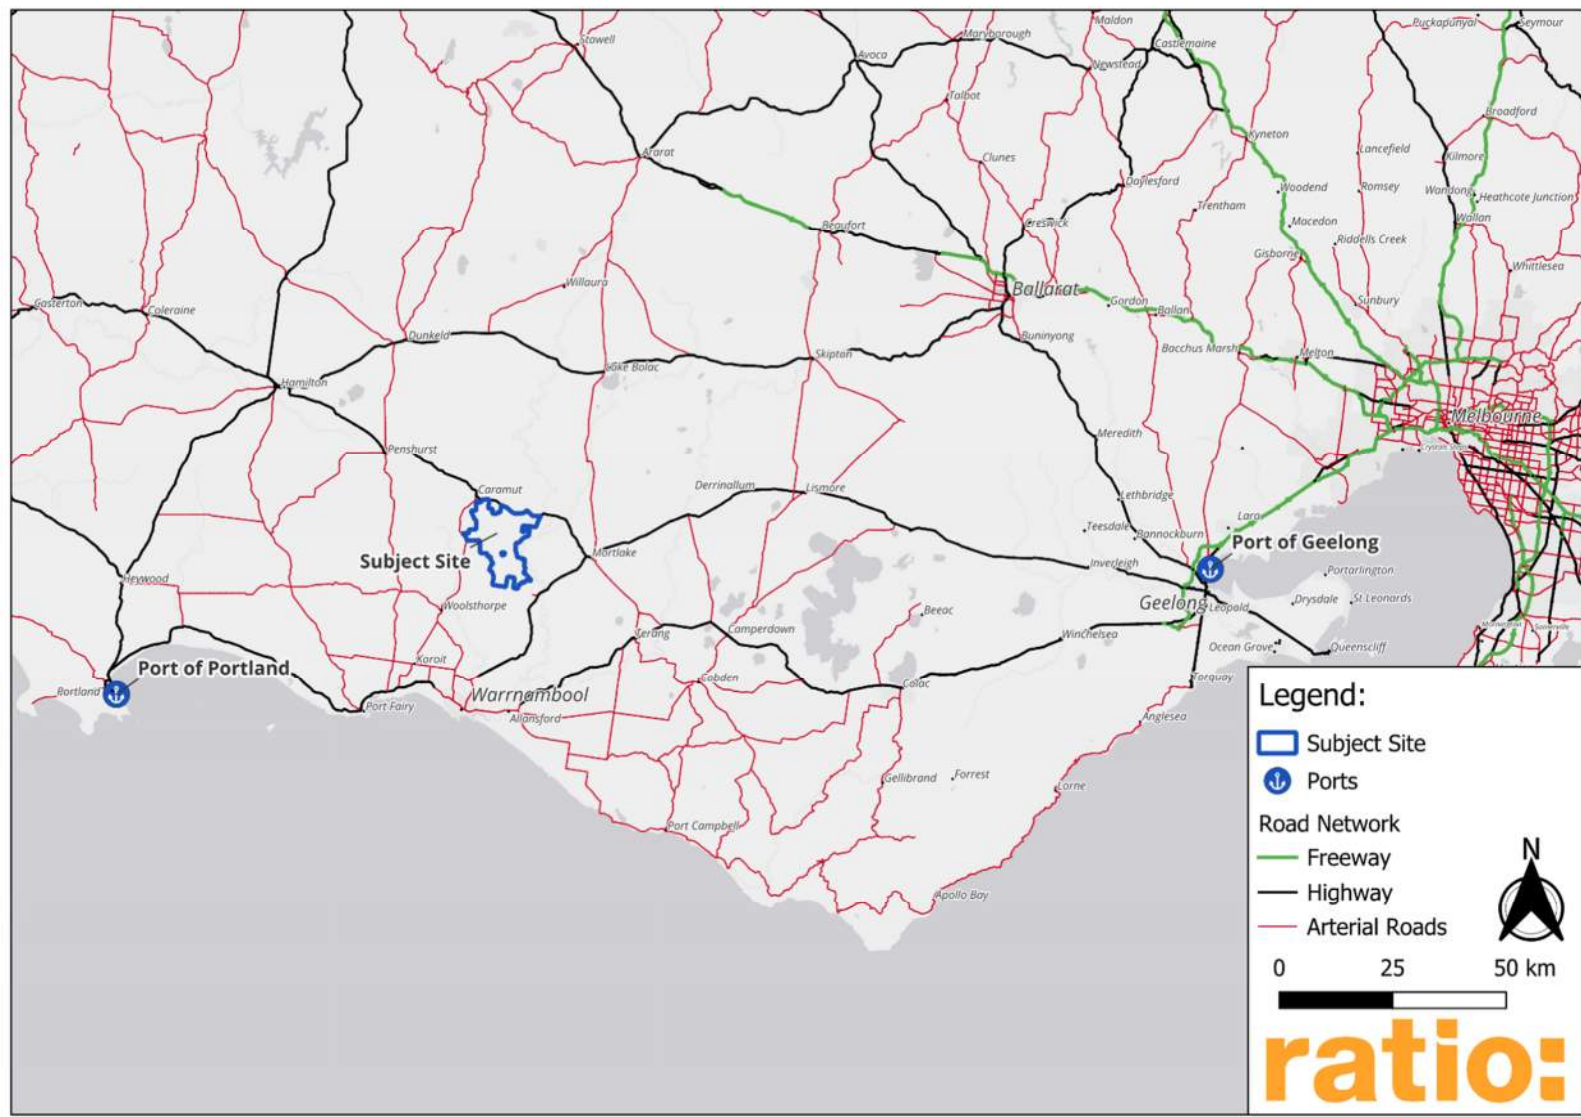 Maldon
Puckapunyal
Seymour
Stawell
Maryborough
Castlemaine
Avoca
Newstead
Talbot
Broadford
Kyneton
Ararat
Clunes
Lancefield
Kilmore
Daylesford
Woodend
Romsey
Wandong
Heathcote Junction
Trentham
Beaufort
Creswick
Macedon
Wallan
Riddells Creek
Gisborne
Whittlesea
Willaura
Ballarat
Gordon
Ballan
Sunbury
Casterton
Coleraine
Dunkeld
Buninyong
Bacchus Marsh
Melton
Skipton
Lake Bolac
Hamilton
Melbourne
Meredith
Penshurst
Caramut
Derrinallum
Lismore
Lethbridge
Lara
Teesdale
Bannockburn
Port of Geelong
Subject Site
Mortlake
Inverleigh
Portarlington
Heywood
Woolsthorpe
Geelong
Leopold
Drysdale
St Leonards
Beeac
Terang
Camperdown
Winchelsea
Ocean Grove
Queenscliff
Koroit
Port of Portland
Portland
Warrnambool
Cobden
Colac
Torquay
Port Fairy
Allansford
Anglesea
Gellibrand
Forrest
Lorne
Port Campbell
Apollo Bay
Legend:
Subject Site
Ports
Road Network
Freeway
Highway
Arterial Roads
N
0 25 50 km
ratio: